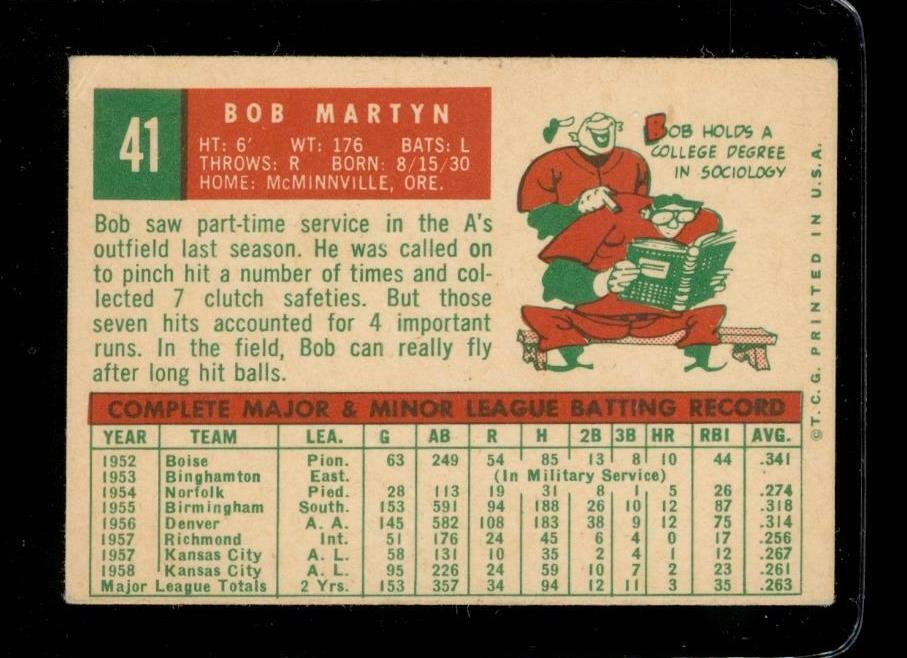 41
BOB MARTYN
HT: 6' WT: 176 BATS: L
THROWS: R BORN: 8/15/30
HOME: McMINNVILLE, ORE.
BOB HOLDS A
COLLEGE DEGREE
IN SOCIOLOGY
Bob saw part-time service in the A's
outfield last season. He was called on
to pinch hit a number of times and col-
lected 7 clutch safeties. But those
seven hits accounted for 4 important
runs. In the field, Bob can really fly
after long hit balls.
©T.C.G. PRINTED IN U.S.A.
COMPLETE MAJOR & MINOR LEAGUE BATTING RECORD
YEAR TEAM LEA. G AB R H 2B 3B HR RBI AVG.
1952 Boise Pion. 63 249 54 85 13 8 10 44 .341
1953 Binghamton East. (In Military Service)
1954 Norfolk Pied. 28 113 19 31 8 1 5 26 .274
1955 Birmingham South. 153 591 94 188 26 10 12 87 .318
1956 Denver A. A. 145 582 108 183 38 9 12 75 .314
1957 Richmond Int. 51 176 24 45 6 4 0 17 .256
1957 Kansas City A. L. 58 131 10 35 2 4 1 12 .267
1958 Kansas City A. L. 95 226 24 59 10 7 2 23 .261
Major League Totals 2 Yrs. 153 357 34 94 12 11 3 35 .263